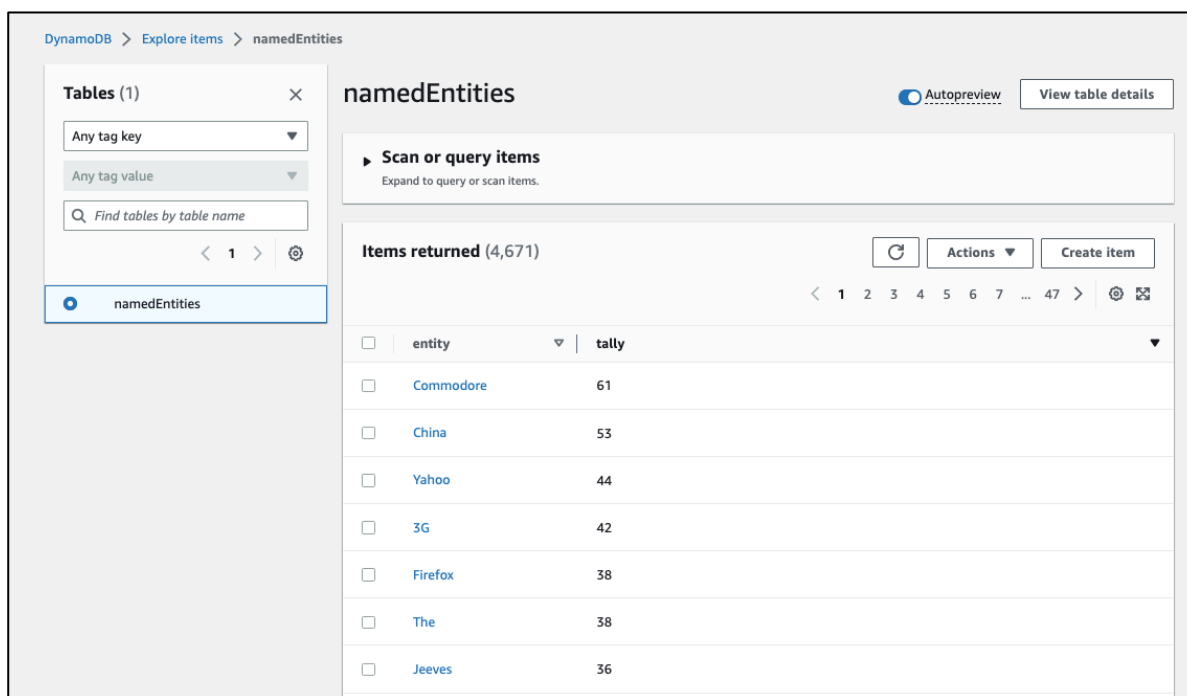 DynamoDB > Explore items > namedEntities
Tables (1)
Any tag key
Any tag value
Find tables by table name
< 1 >
namedEntities
namedEntities
Autopreview
View table details
Scan or query items
Expand to query or scan items.
Items returned (4,671)
Actions
Create item
< 1 2 3 4 5 6 7 ... 47 >
entity tally
Commodore 61
China 53
Yahoo 44
3G 42
Firefox 38
The 38
Jeeves 36